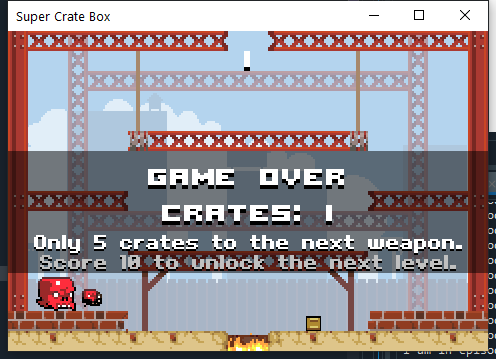 Super Crate Box
1
GAME OVER
CRATES: 1
Only 5 crates to the next weapon.
Score 10 to unlock the next level.